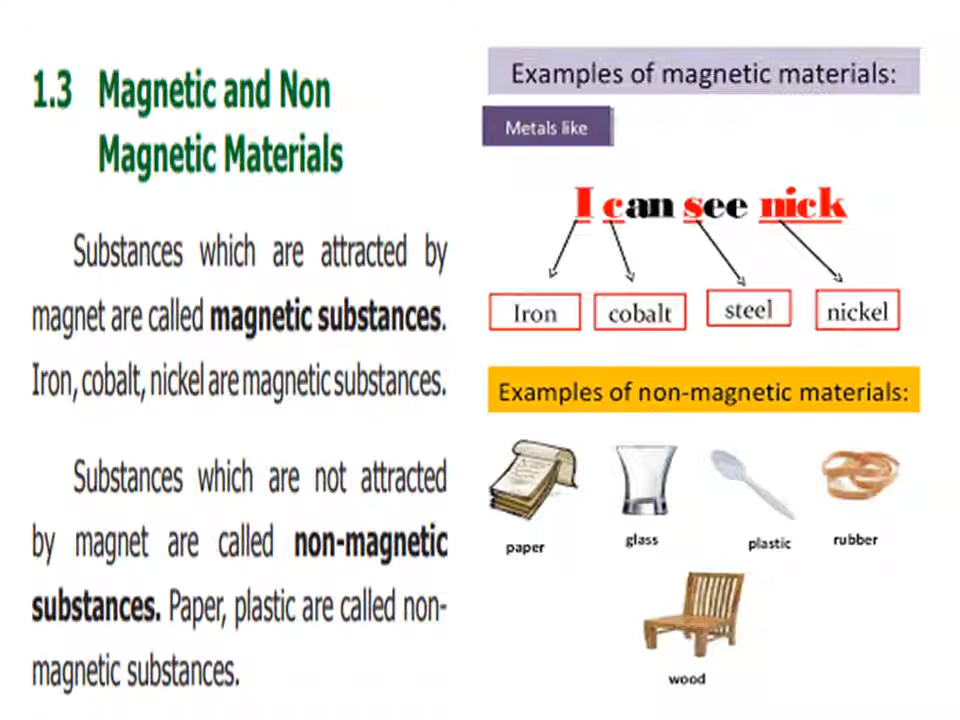 1.3 Magnetic and Non
Magnetic Materials
Substances which are attracted by
magnet are called magnetic substances.
Iron, cobalt, nickel are magnetic substances.
Substances which are not attracted
by magnet are called non-magnetic
substances. Paper, plastic are called non-
magnetic substances.
Examples of magnetic materials:
Metals like
I can see nick
Iron cobalt steel nickel
Examples of non-magnetic materials:
paper glass plastic rubber
wood